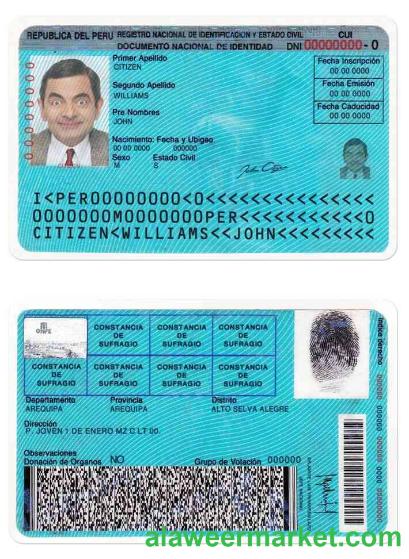 REPUBLICA DEL PERU REGISTRO NACIONAL DE IDENTIFICACION Y ESTADO CIVIL CUI
DOCUMENTO NACIONAL DE IDENTIDAD DNI 00000000 - 0
Primer Apellido
CITIZEN
Segundo Apellido
WILLIAMS
Pre Nombres
JOHN
Nacimiento: Fecha y Ubigeo
00 00 0000 000000
Sexo Estado Civil
M S
Fecha Inscripción
00 00 0000
Fecha Emisión
00 00 0000
Fecha Caducidad
00 00 0000
I<PER00000000<0<<<<<<<<<<<<<<<
0000000M0000000PER<<<<<<<<<<<0
CITIZEN<WILLIAMS<<JOHN<<<<<<<<
ONPE
CONSTANCIA DE SUFRAGIO
CONSTANCIA DE SUFRAGIO
CONSTANCIA DE SUFRAGIO
CONSTANCIA DE SUFRAGIO
CONSTANCIA DE SUFRAGIO
CONSTANCIA DE SUFRAGIO
CONSTANCIA DE SUFRAGIO
Indice derecho
Departamento Provincia Distrito
AREQUIPA AREQUIPA ALTO SELVA ALEGRE
Dirección
P. JOVEN 1 DE ENERO MZ C LT 00.
Observaciones
Donación de Organos NO Grupo de Votación 000000
alaweermarket.com